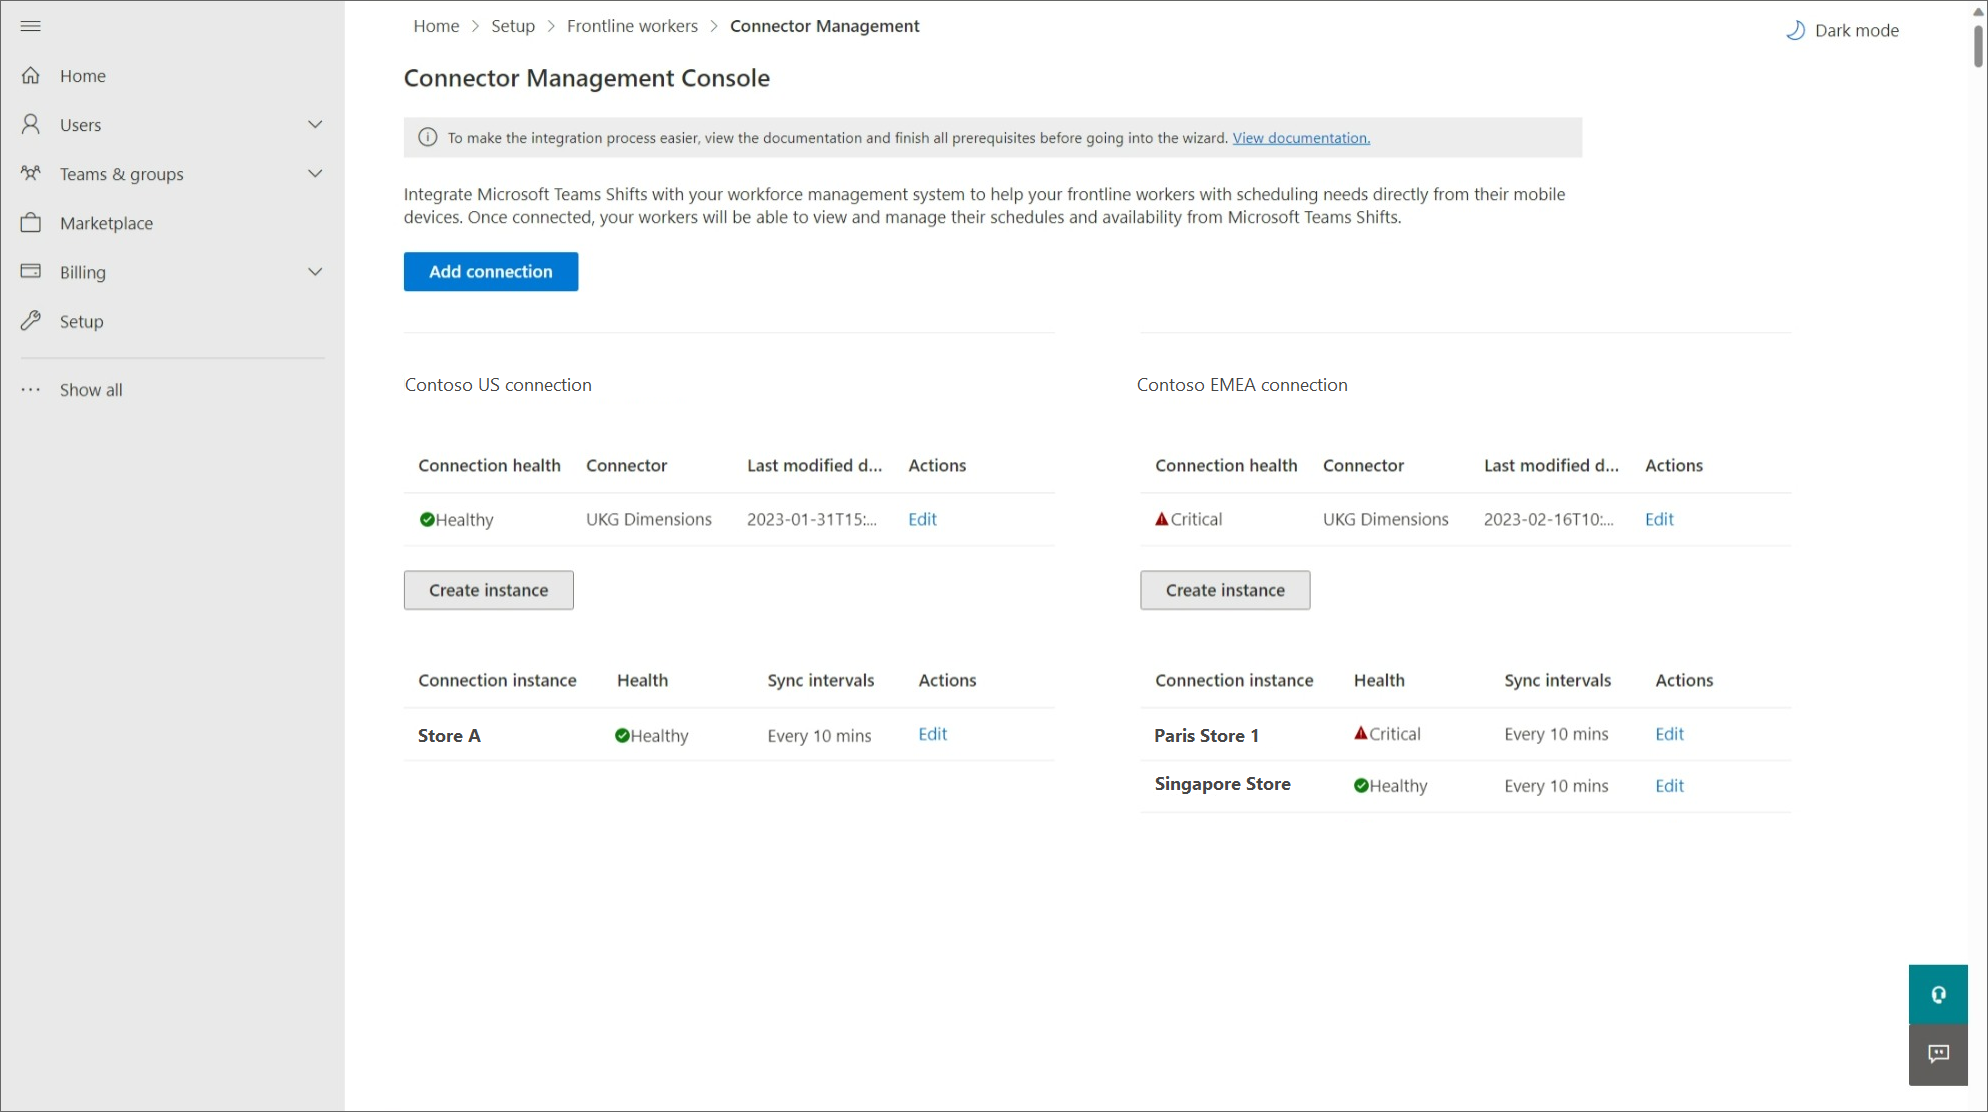 Home > Setup > Frontline workers > Connector Management
Dark mode
Home
Users
Teams & groups
Marketplace
Billing
Setup
Show all
Connector Management Console
To make the integration process easier, view the documentation and finish all prerequisites before going into the wizard. View documentation.
Integrate Microsoft Teams Shifts with your workforce management system to help your frontline workers with scheduling needs directly from their mobile
devices. Once connected, your workers will be able to view and manage their schedules and availability from Microsoft Teams Shifts.
Add connection
Contoso US connection
Connection health Connector Last modified d... Actions
Healthy UKG Dimensions 2023-01-31T15:... Edit
Create instance
Connection instance Health Sync intervals Actions
Store A Healthy Every 10 mins Edit
Contoso EMEA connection
Connection health Connector Last modified d... Actions
Critical UKG Dimensions 2023-02-16T10:... Edit
Create instance
Connection instance Health Sync intervals Actions
Paris Store 1 Critical Every 10 mins Edit
Singapore Store Healthy Every 10 mins Edit